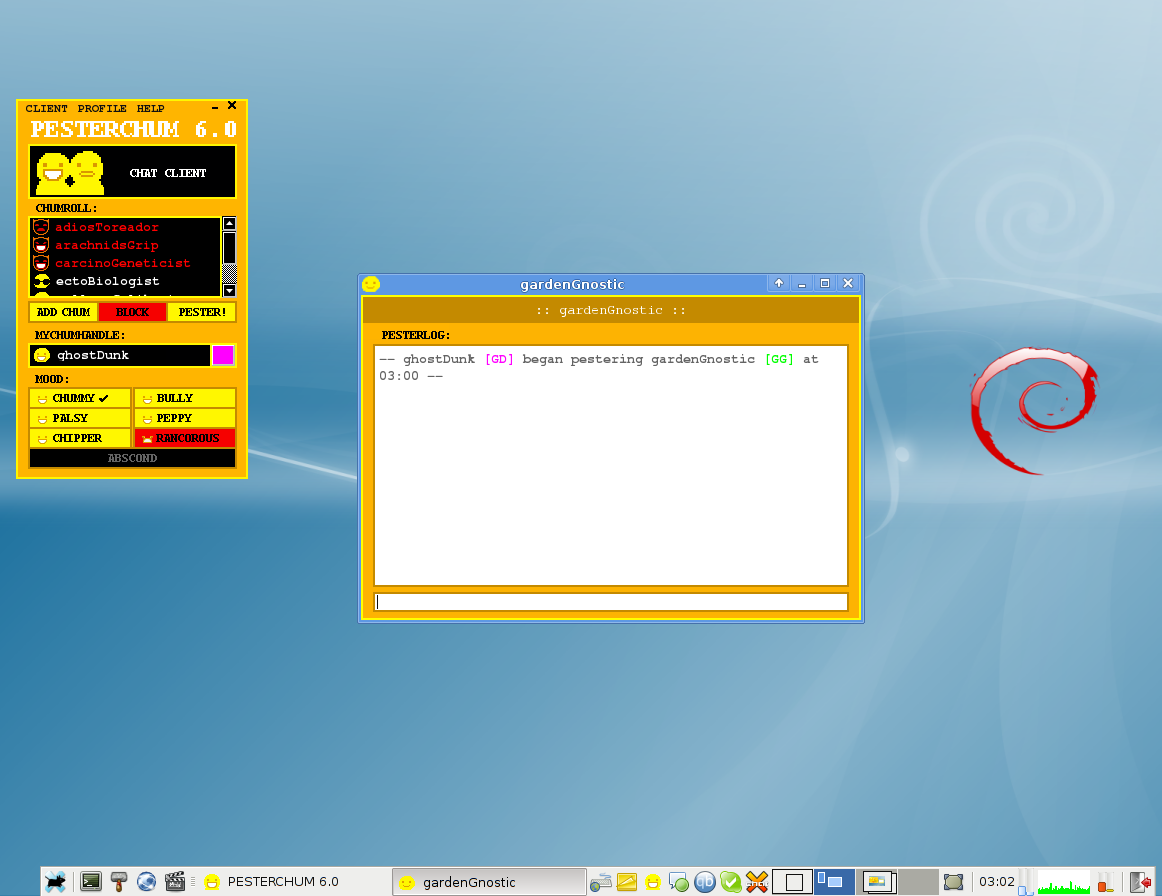 CLIENT PROFILE HELP
PESTERCHUM 6.0
CHAT CLIENT
CHUMROLL:
adiosToreador
arachnidsGrip
carcinoGeneticist
ectoBiologist
ADD CHUM BLOCK PESTER!
MYCHUMHANDLE:
ghostDunk
MOOD:
CHUMMY BULLY
PALSY PEPPY
CHIPPER RANCOROUS
ABSCOND
gardenGnostic
:: gardenGnostic ::
PESTERLOG:
-- ghostDunk [GD] began pestering gardenGnostic [GG] at
03:00 --
PESTERCHUM 6.0 gardenGnostic qb 03:02